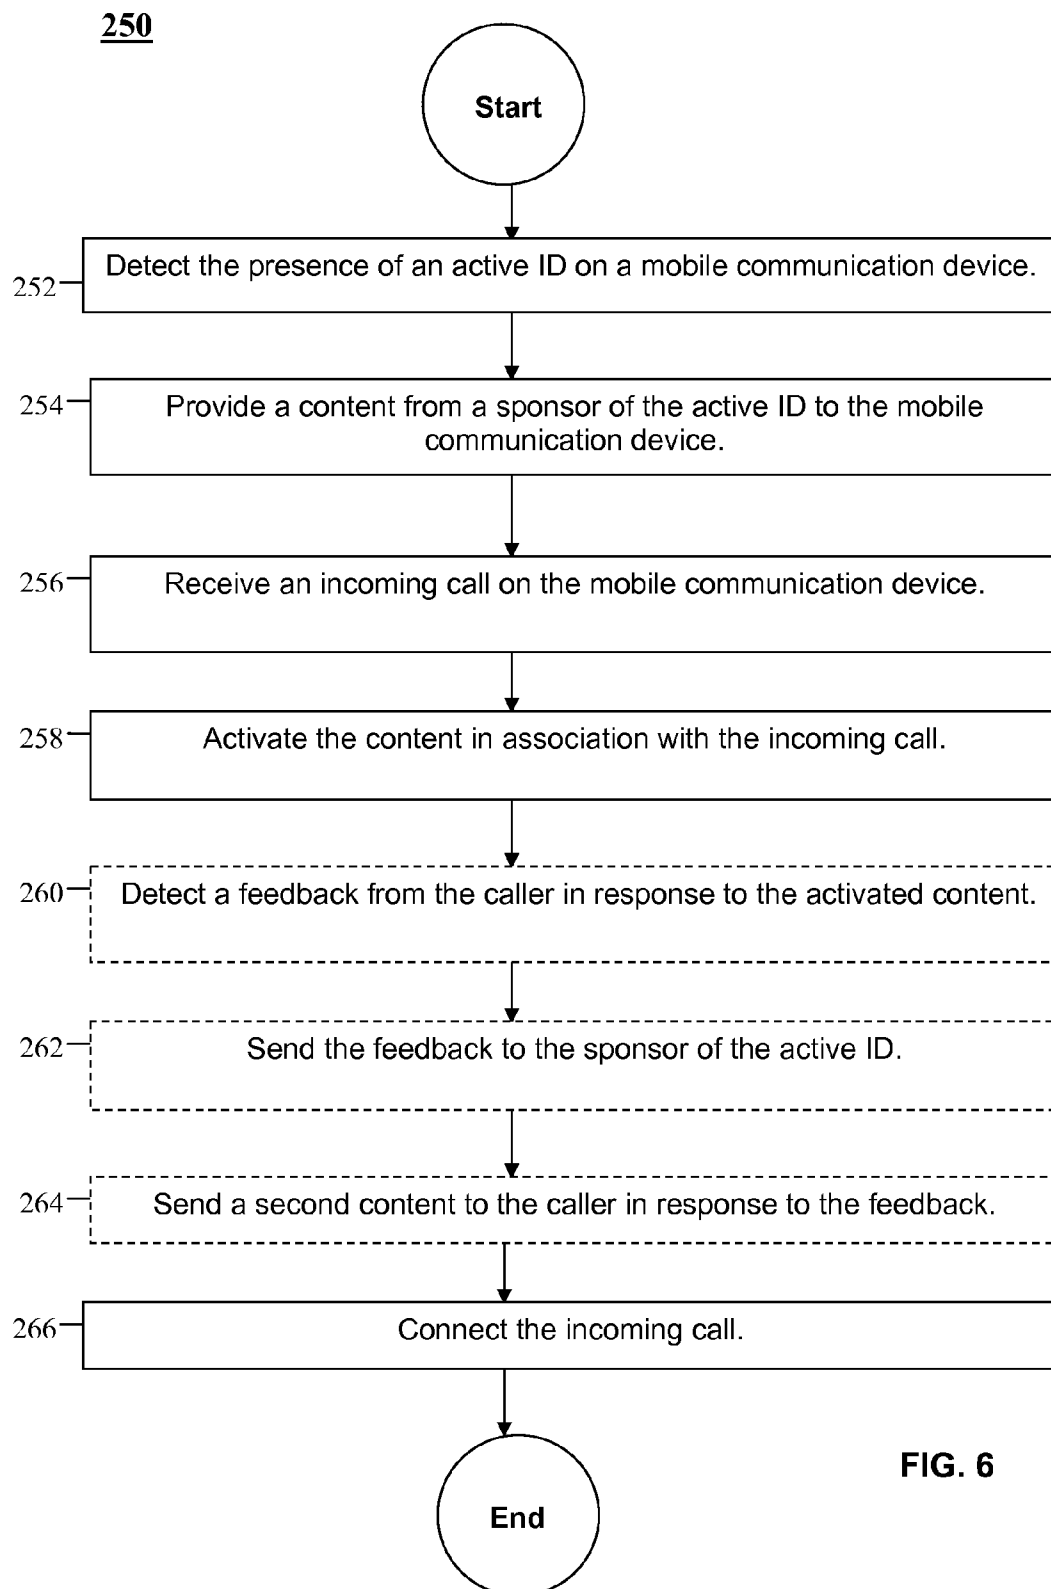 250
Start
252
Detect the presence of an active ID on a mobile communication device.
254
Provide a content from a sponsor of the active ID to the mobile
communication device.
256
Receive an incoming call on the mobile communication device.
258
Activate the content in association with the incoming call.
260
Detect a feedback from the caller in response to the activated content.
262
Send the feedback to the sponsor of the active ID.
264
Send a second content to the caller in response to the feedback.
266
Connect the incoming call.
FIG. 6
End